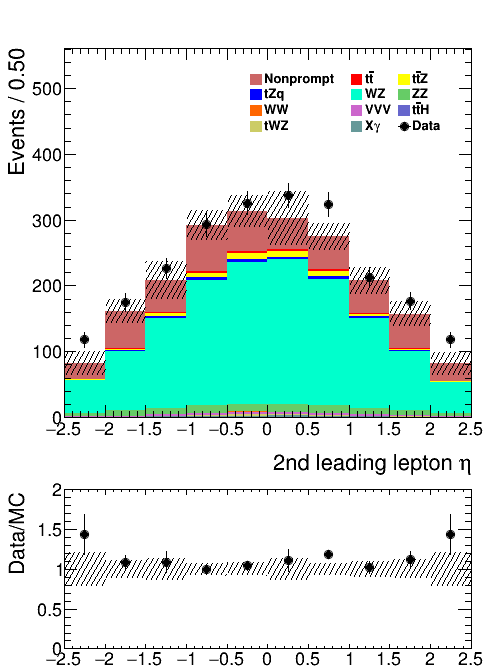 Events / 0.50
500
400
300
200
100
0
Nonprompt tt̄ tt̄Z
tZq WZ ZZ
WW VVV tt̄H
tWZ Xγ Data
−2.5 −2 −1.5 −1 −0.5 0 0.5 1 1.5 2 2.5
2nd leading lepton η
Data/MC
2
1.5
1
0.5
0
−2.5 −2 −1.5 −1 −0.5 0 0.5 1 1.5 2 2.5